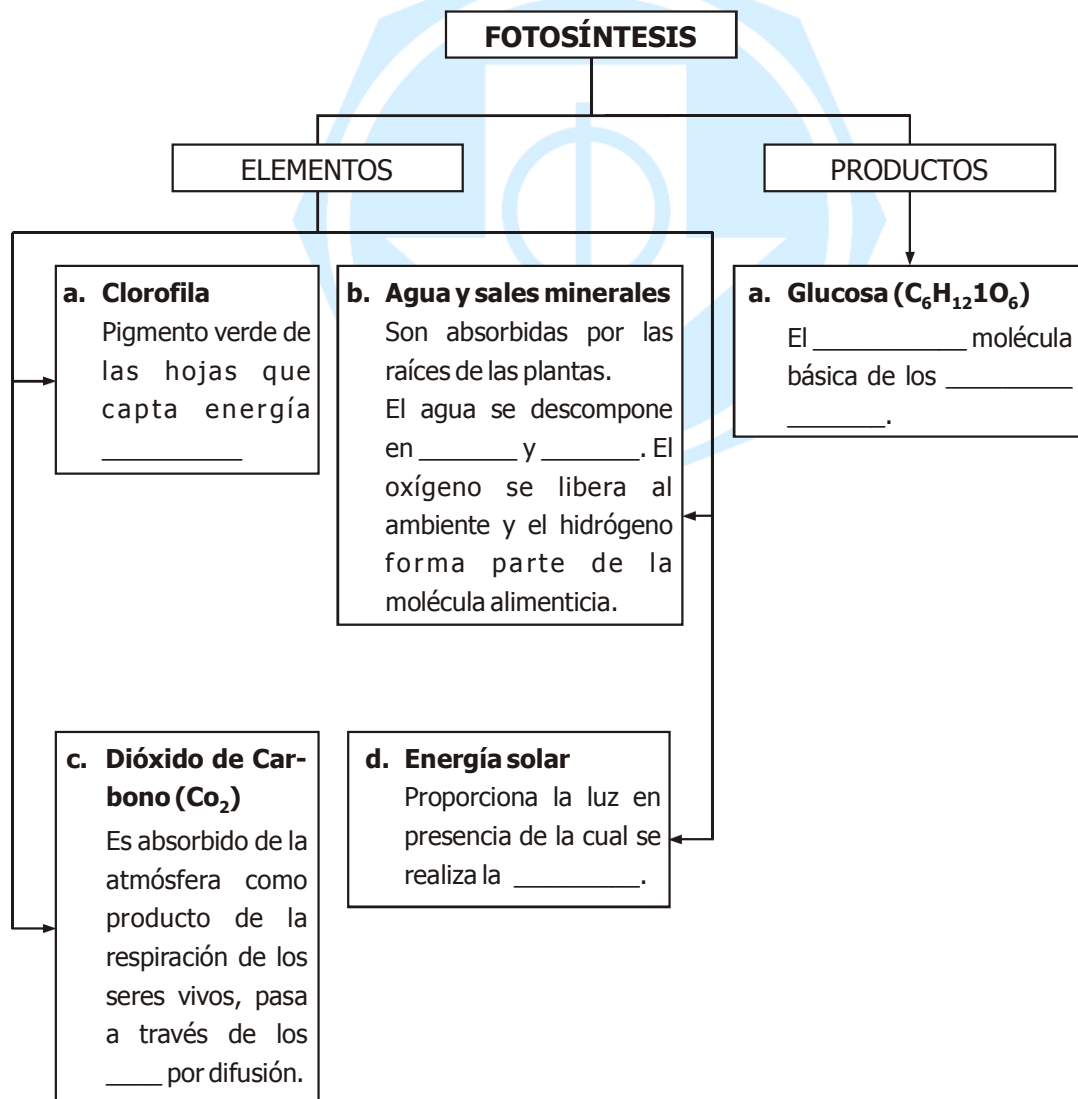 FOTOSÍNTESIS
ELEMENTOS
PRODUCTOS
a. Clorofila
Pigmento verde de
las hojas que
capta energía
__________
b. Agua y sales minerales
Son absorbidas por las
raíces de las plantas.
El agua se descompone
en _______ y _______. El
oxígeno se libera al
ambiente y el hidrógeno
forma parte de la
molécula alimenticia.
a. Glucosa (C₆H₁₂1O₆)
El ___________ molécula
básica de los _________
_______.
c. Dióxido de Car-
bono (Co₂)
Es absorbido de la
atmósfera como
producto de la
respiración de los
seres vivos, pasa
a través de los
____ por difusión.
d. Energía solar
Proporciona la luz en
presencia de la cual se
realiza la _________.